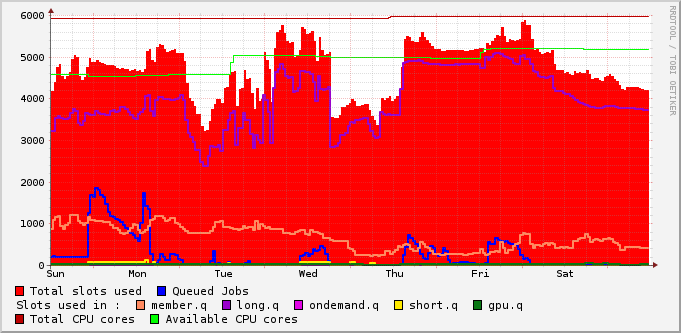 6000
5000
4000
3000
2000
1000
0
Sun Mon Tue Wed Thu Fri Sat
RRDTOOL / TOBI OETIKER
Total slots used Queued Jobs
Slots used in : member.q long.q ondemand.q short.q gpu.q
Total CPU cores Available CPU cores